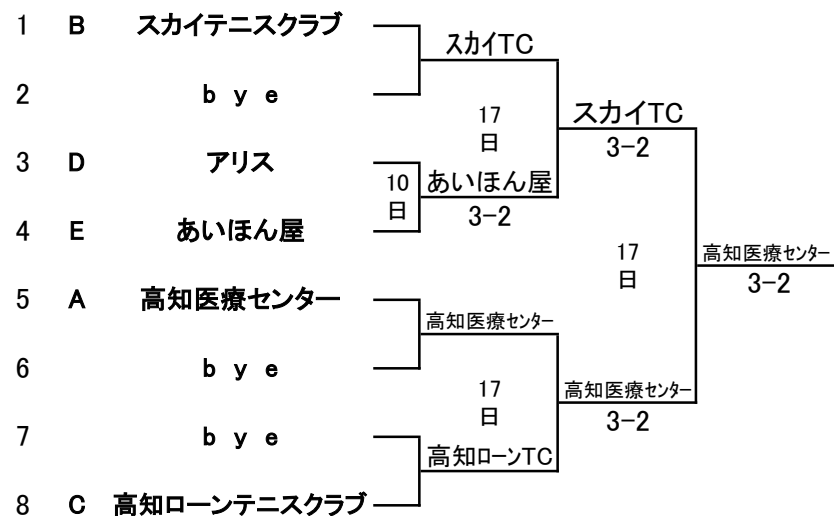 1 B スカイテニスクラブ
スカイTC
2 b y e
17
日
スカイTC
3-2
3 D アリス
10
日
あいほん屋
3-2
4 E あいほん屋
17
日
高知医療センター
3-2
5 A 高知医療センター
高知医療センター
6 b y e
17
日
高知医療センター
3-2
7 b y e
高知ローンTC
8 C 高知ローンテニスクラブ